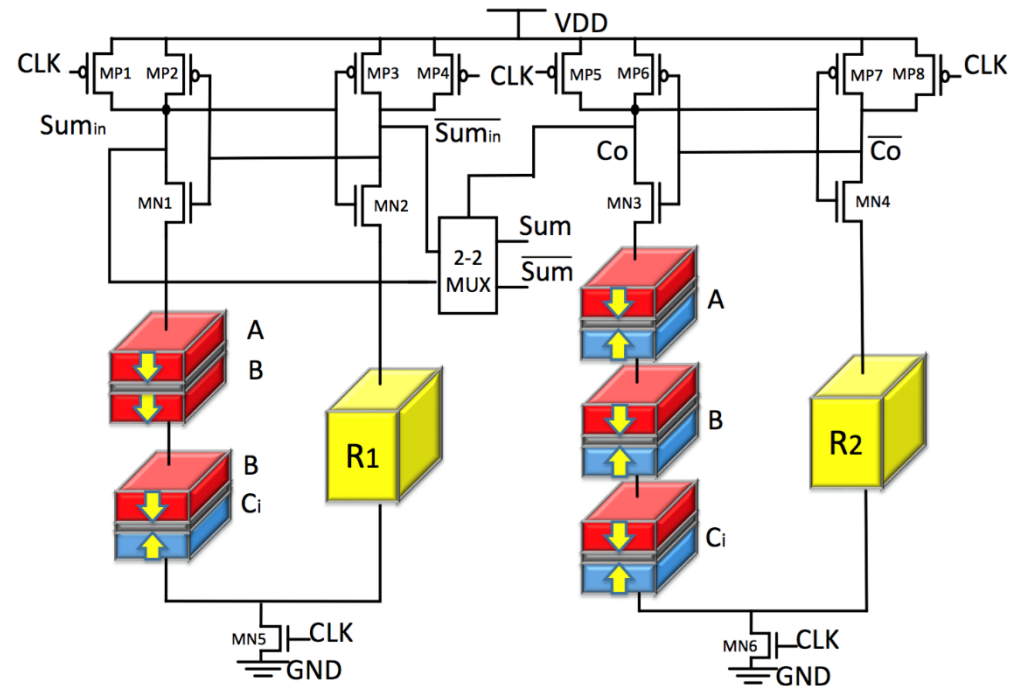 VDD
CLK
MP1
MP2
MP3
MP4
CLK
MP5
MP6
MP7
MP8
CLK
Sumin
Sumin
Co
Co
MN1
MN2
MN3
MN4
2-2
MUX
Sum
Sum
A
B
B
Ci
R1
A
B
Ci
R2
MN5
CLK
GND
MN6
CLK
GND